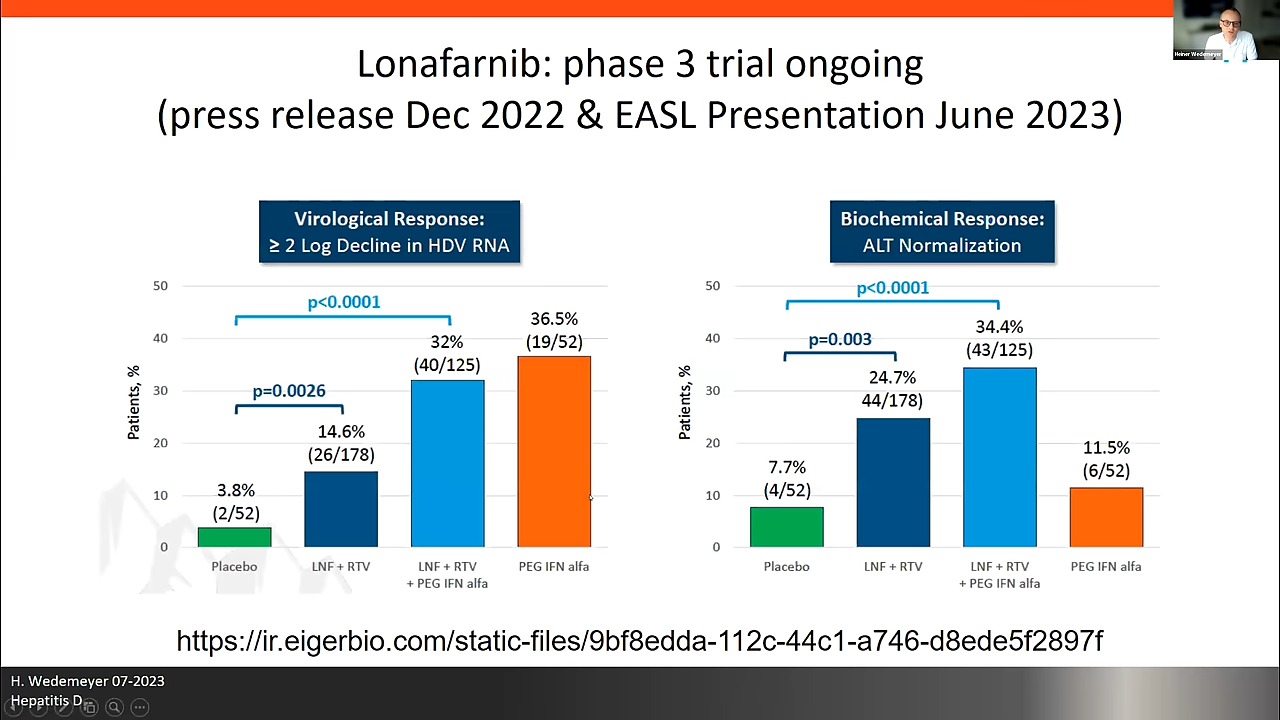 Heiner Wedemeyer
Lonafarnib: phase 3 trial ongoing
(press release Dec 2022 & EASL Presentation June 2023)
Virological Response:
≥ 2 Log Decline in HDV RNA
Patients, %
50
40
30
20
10
0
p<0.0001
p=0.0026
3.8%
(2/52)
14.6%
(26/178)
32%
(40/125)
36.5%
(19/52)
Placebo
LNF + RTV
LNF + RTV
+ PEG IFN alfa
PEG IFN alfa
Biochemical Response:
ALT Normalization
Patients, %
50
40
30
20
10
0
p<0.0001
p=0.003
7.7%
(4/52)
24.7%
44/178)
34.4%
(43/125)
11.5%
(6/52)
Placebo
LNF + RTV
LNF + RTV
+ PEG IFN alfa
PEG IFN alfa
https://ir.eigerbio.com/static-files/9bf8edda-112c-44c1-a746-d8ede5f2897f
H. Wedemeyer 07-2023
Hepatitis D